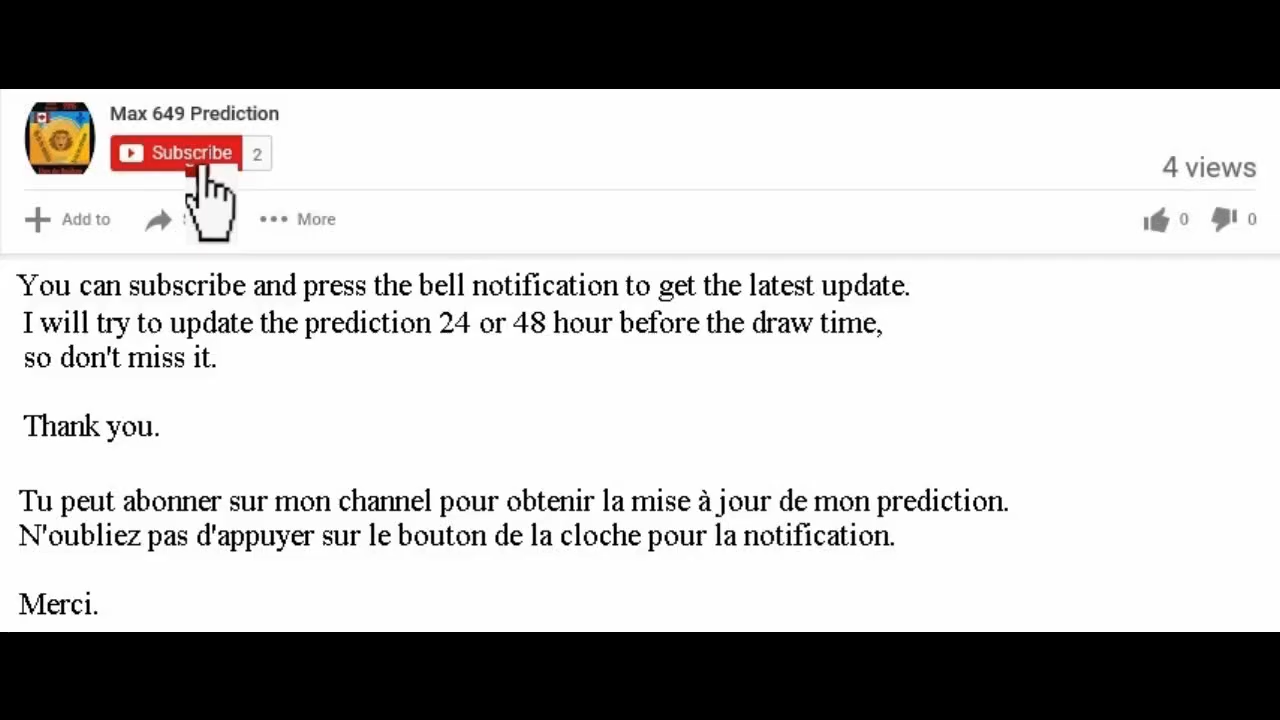 Max 649 Prediction
Subscribe 2
4 views
Add to
More
0 0
You can subscribe and press the bell notification to get the latest update.
I will try to update the prediction 24 or 48 hour before the draw time,
so don't miss it.
Thank you.
Tu peut abonner sur mon channel pour obtenir la mise à jour de mon prediction.
N'oubliez pas d'appuyer sur le bouton de la cloche pour la notification.
Merci.